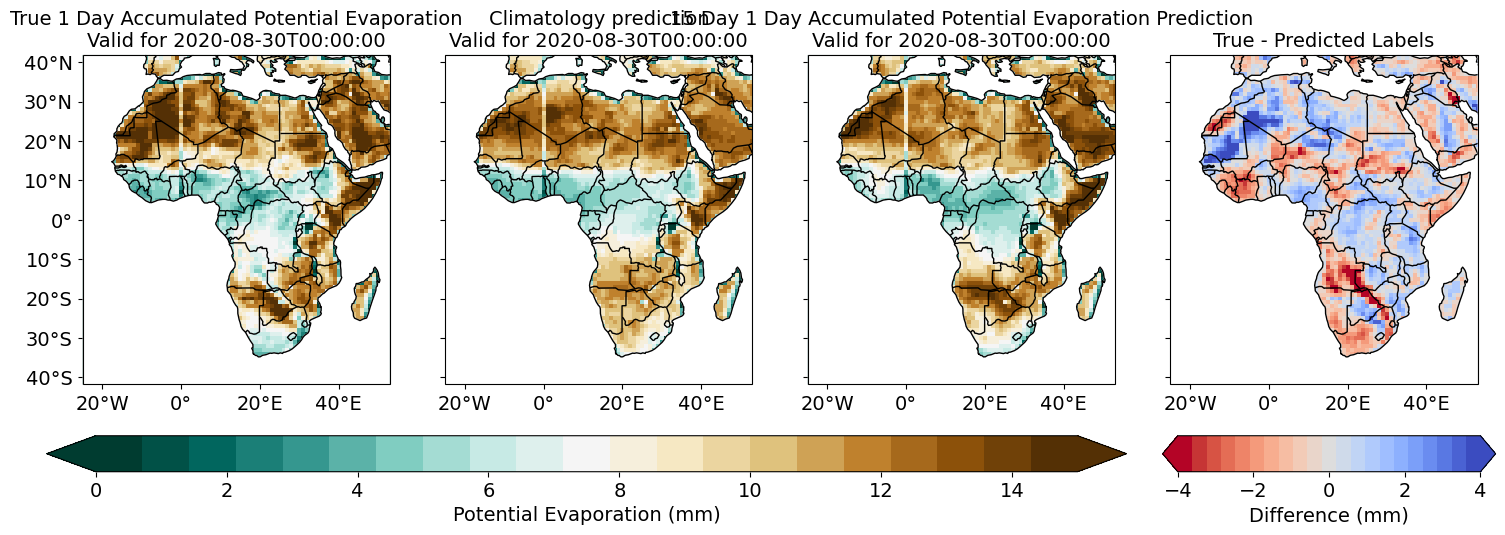 True 1 Day Accumulated Potential Evaporation
Valid for 2020-08-30T00:00:00
Climatology prediction
Valid for 2020-08-30T00:00:00
15 Day 1 Day Accumulated Potential Evaporation Prediction
Valid for 2020-08-30T00:00:00
True - Predicted Labels
40°N
30°N
20°N
10°N
0°
10°S
20°S
30°S
40°S
20°W 0° 20°E 40°E
20°W 0° 20°E 40°E
20°W 0° 20°E 40°E
20°W 0° 20°E 40°E
0 2 4 6 8 10 12 14
Potential Evaporation (mm)
−4 −2 0 2 4
Difference (mm)